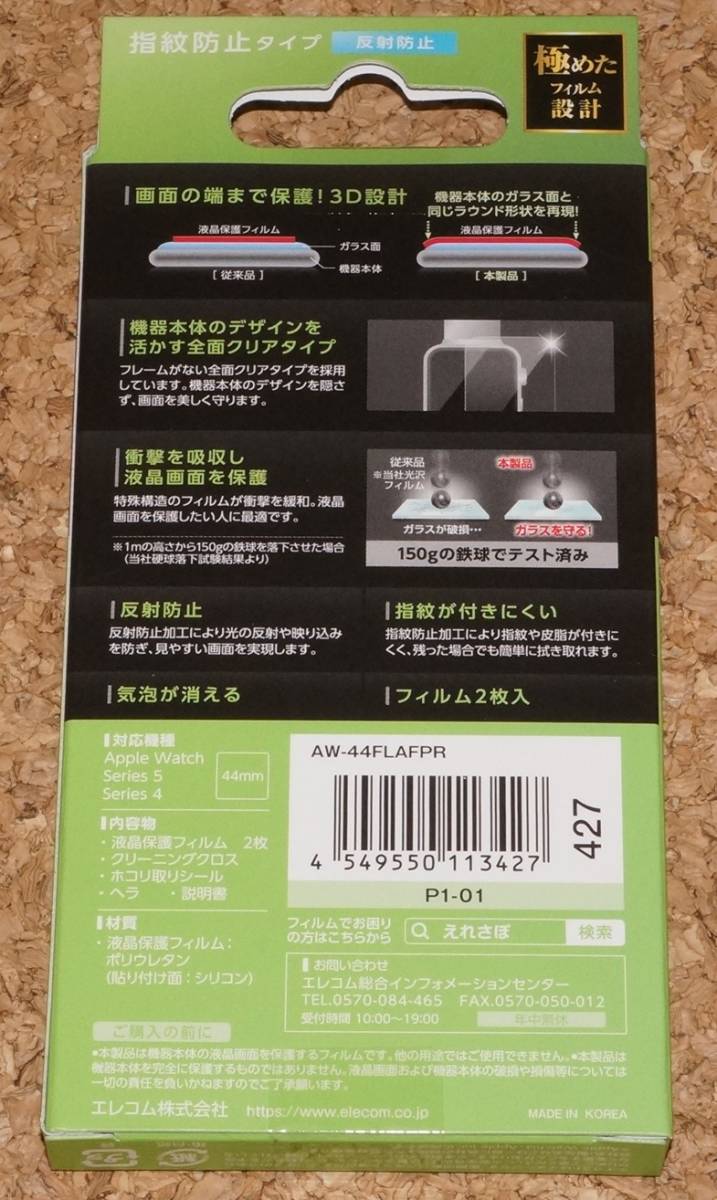 指紋防止タイプ 反射防止
極めた
フィルム
設計
画面の端まで保護！3D設計
機器本体のガラス面と
同じラウンド形状を再現！
液晶保護フィルム
ガラス面
機器本体
[従来品]
液晶保護フィルム
[本製品]
機器本体のデザインを
活かす全面クリアタイプ
フレームがない全面クリアタイプを採用
しています。機器本体のデザインを隠さ
ず、画面を美しく守ります。
衝撃を吸収し
液晶画面を保護
特殊構造のフィルムが衝撃を緩和。液晶
画面を保護したい人に最適です。
※1mの高さから150gの鉄球を落下させた場合
(当社硬球落下試験結果より)
従来品
※当社光沢
フィルム
本製品
ガラスが破損…
ガラスを守る！
150gの鉄球でテスト済み
反射防止
反射防止加工により光の反射や映り込み
を防ぎ、見やすい画面を実現します。
指紋が付きにくい
指紋防止加工により指紋や皮脂が付きに
くく、残った場合でも簡単に拭き取れます。
気泡が消える
フィルム2枚入
対応機種
Apple Watch
Series 5
Series 4
44mm
内容物
・液晶保護フィルム 2枚
・クリーニングクロス
・ホコリ取りシール
・ヘラ ・説明書
材質
・液晶保護フィルム：
ポリウレタン
(貼り付け面：シリコン)
AW-44FLAFPR
4 549550 113427
427
P1-01
フィルムでお困り
の方はこちらから
えれさぽ 検索
お問い合わせ
エレコム総合インフォメーションセンター
TEL.0570-084-465 FAX.0570-050-012
受付時間 10:00～19:00 年中無休
ご購入の前に
•本製品は機器本体の液晶画面を保護するフィルムです。他の用途ではご使用できません。•本製品は
機器本体を完全に保護するものではありません。液晶画面および機器本体の破損や損傷等については
一切の責任を負いかねますのでご了承願います。
エレコム株式会社 https://www.elecom.co.jp
MADE IN KOREA